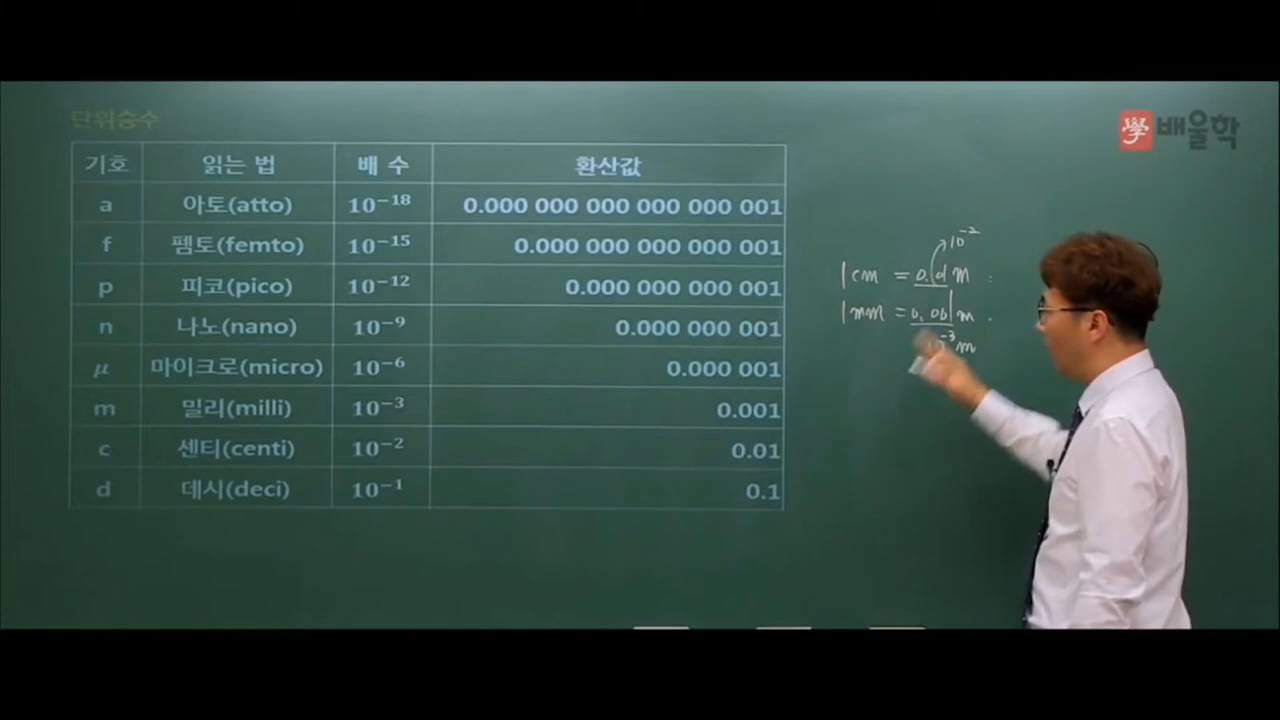 단위승수
學 배울학
기호 읽는 법 배 수 환산값
a 아토(atto) 10⁻¹⁸ 0.000 000 000 000 000 001
f 펨토(femto) 10⁻¹⁵ 0.000 000 000 000 001
p 피코(pico) 10⁻¹² 0.000 000 000 001
n 나노(nano) 10⁻⁹ 0.000 000 001
μ 마이크로(micro) 10⁻⁶ 0.000 001
m 밀리(milli) 10⁻³ 0.001
c 센티(centi) 10⁻² 0.01
d 데시(deci) 10⁻¹ 0.1
10⁻²
1cm = 0.01 m
1mm = 0.001 m
10⁻³ m